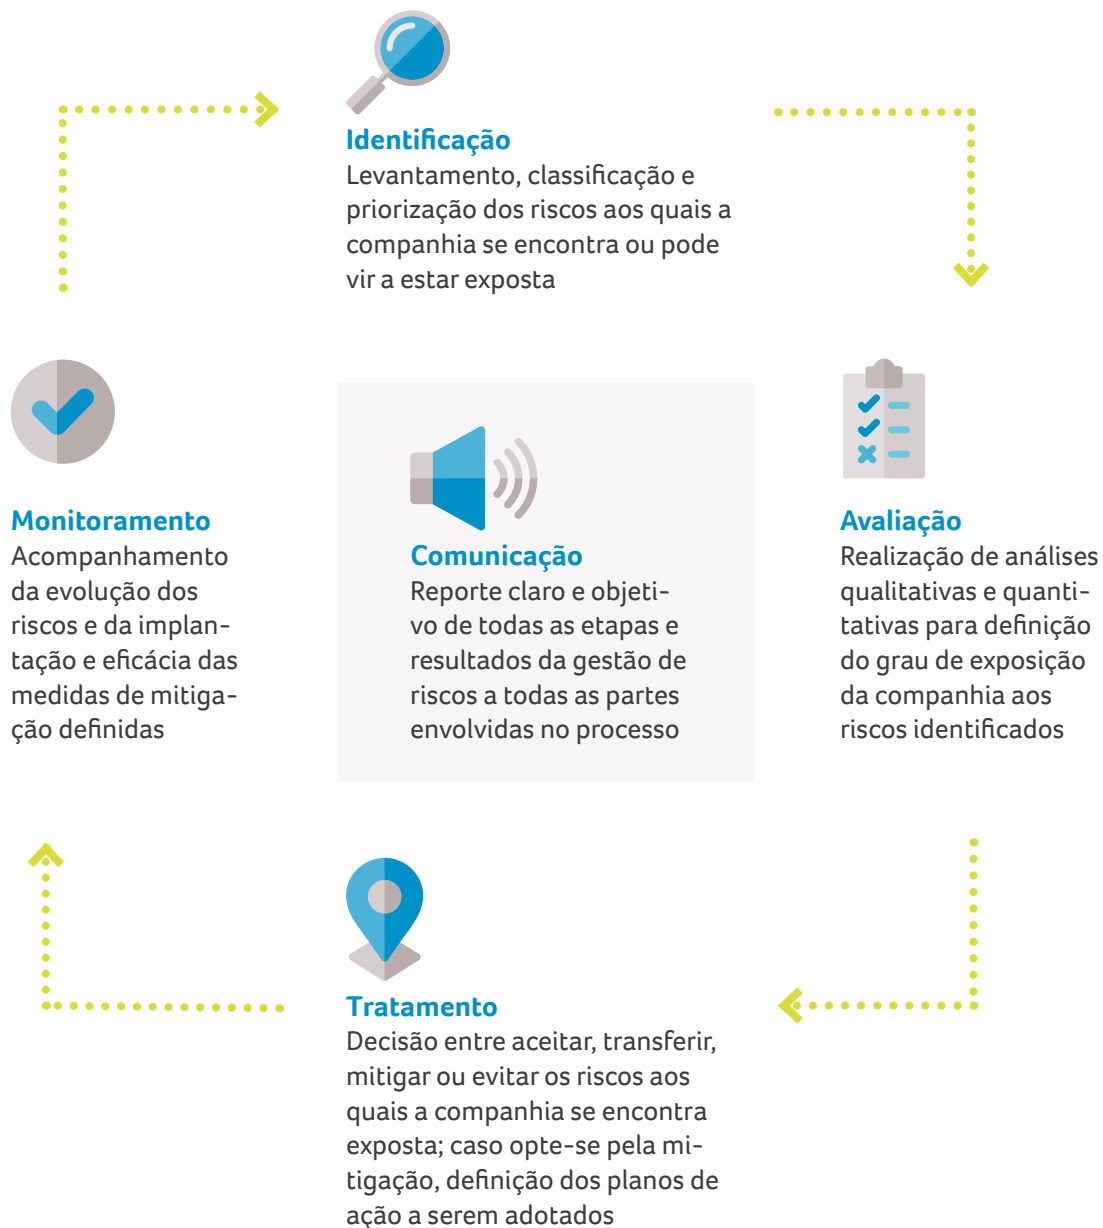 Identificação
Levantamento, classificação e
priorização dos riscos aos quais a
companhia se encontra ou pode
vir a estar exposta
Monitoramento
Acompanhamento
da evolução dos
riscos e da implan-
tação e eficácia das
medidas de mitiga-
ção definidas
Comunicação
Reporte claro e objeti-
vo de todas as etapas e
resultados da gestão de
riscos a todas as partes
envolvidas no processo
Avaliação
Realização de análises
qualitativas e quanti-
tativas para definição
do grau de exposição
da companhia aos
riscos identificados
Tratamento
Decisão entre aceitar, transferir,
mitigar ou evitar os riscos aos
quais a companhia se encontra
exposta; caso opte-se pela mi-
tigação, definição dos planos de
ação a serem adotados